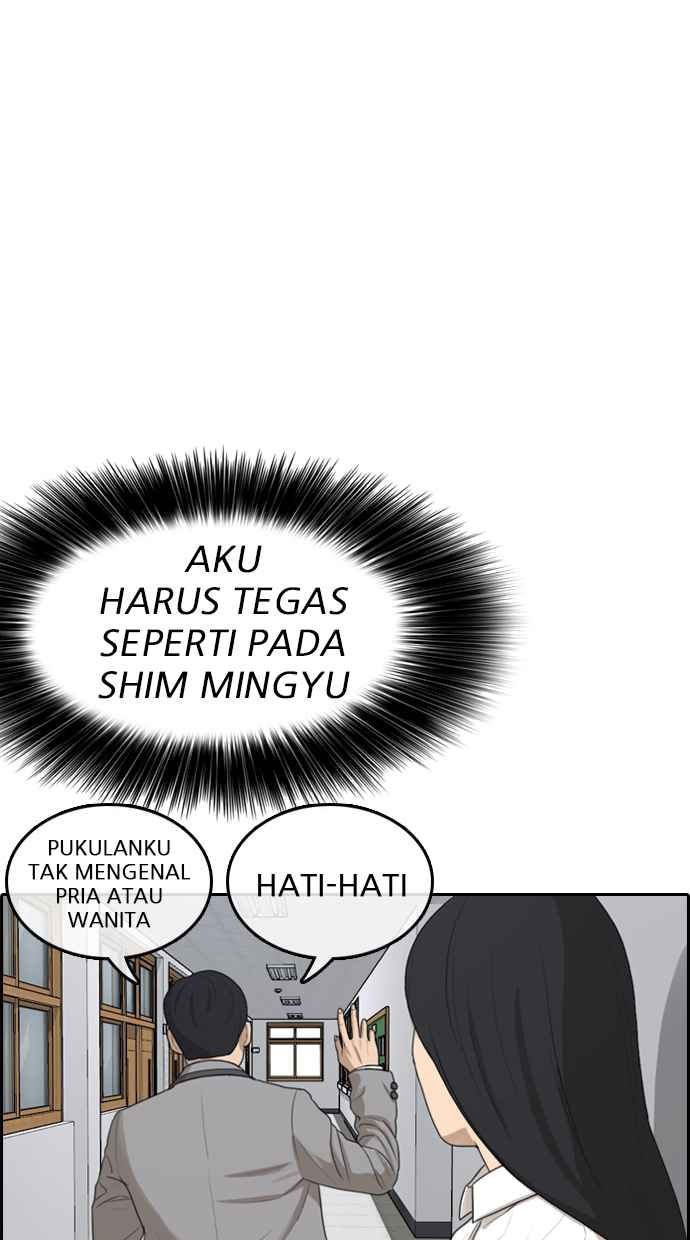 AKU
HARUS TEGAS
SEPERTI PADA
SHIM MINGYU
PUKULANKU
TAK MENGENAL
PRIA ATAU
WANITA
HATI-HATI